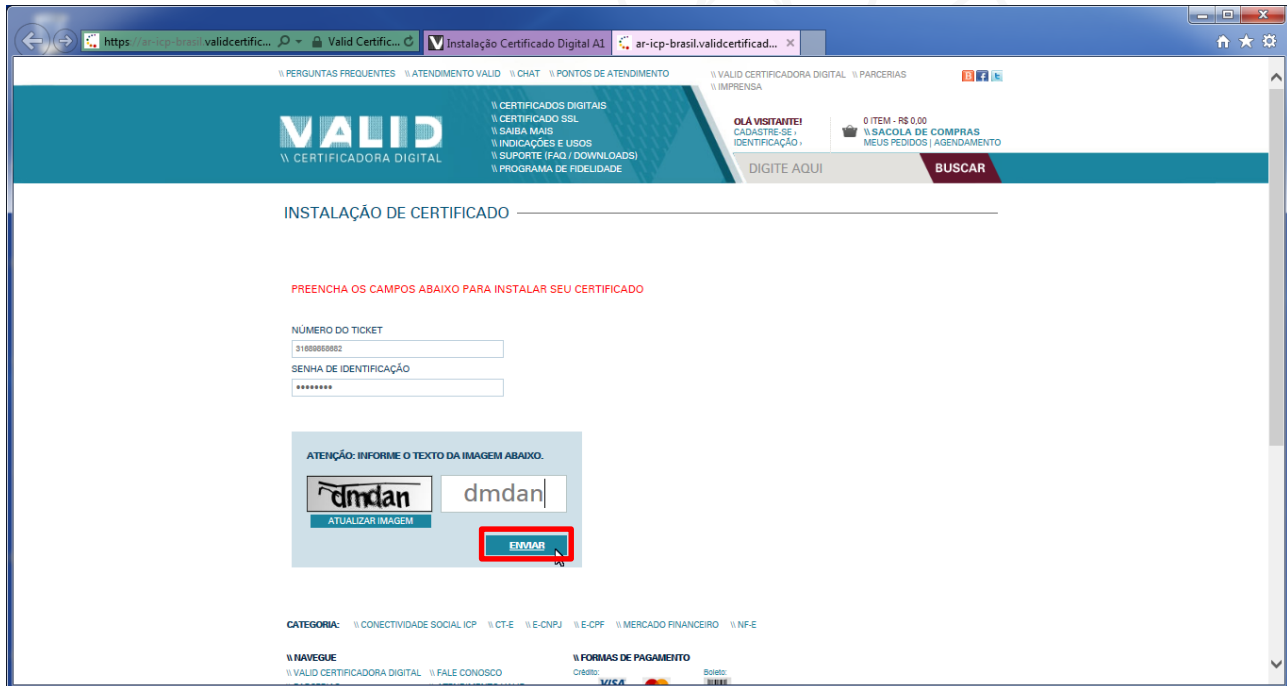 https://ar-icp-brasil.validcertific...
Valid Certific...
Instalação Certificado Digital A1
ar-icp-brasil.validcertificad...
\\ PERGUNTAS FREQUENTES \\ ATENDIMENTO VALID \\ CHAT \\ PONTOS DE ATENDIMENTO
\\ VALID CERTIFICADORA DIGITAL \\ PARCERIAS
\\ IMPRENSA
VALID
\\ CERTIFICADORA DIGITAL
\\ CERTIFICADOS DIGITAIS
\\ CERTIFICADO SSL
\\ SAIBA MAIS
\\ INDICAÇÕES E USOS
\\ SUPORTE (FAQ / DOWNLOADS)
\\ PROGRAMA DE FIDELIDADE
OLÁ VISITANTE!
CADASTRE-SE ›
IDENTIFICAÇÃO ›
0 ITEM - R$ 0,00
\\ SACOLA DE COMPRAS
MEUS PEDIDOS | AGENDAMENTO
DIGITE AQUI
BUSCAR
INSTALAÇÃO DE CERTIFICADO
PREENCHA OS CAMPOS ABAIXO PARA INSTALAR SEU CERTIFICADO
NÚMERO DO TICKET
31689858682
SENHA DE IDENTIFICAÇÃO
••••••••
ATENÇÃO: INFORME O TEXTO DA IMAGEM ABAIXO.
dmdan
dmdan
ATUALIZAR IMAGEM
ENVIAR
CATEGORIA: \\ CONECTIVIDADE SOCIAL ICP \\ CT-E \\ E-CNPJ \\ E-CPF \\ MERCADO FINANCEIRO \\ NF-E
\\ NAVEGUE
\\ VALID CERTIFICADORA DIGITAL \\ FALE CONOSCO
\\ FORMAS DE PAGAMENTO
Crédito:
Boleto:
VISA